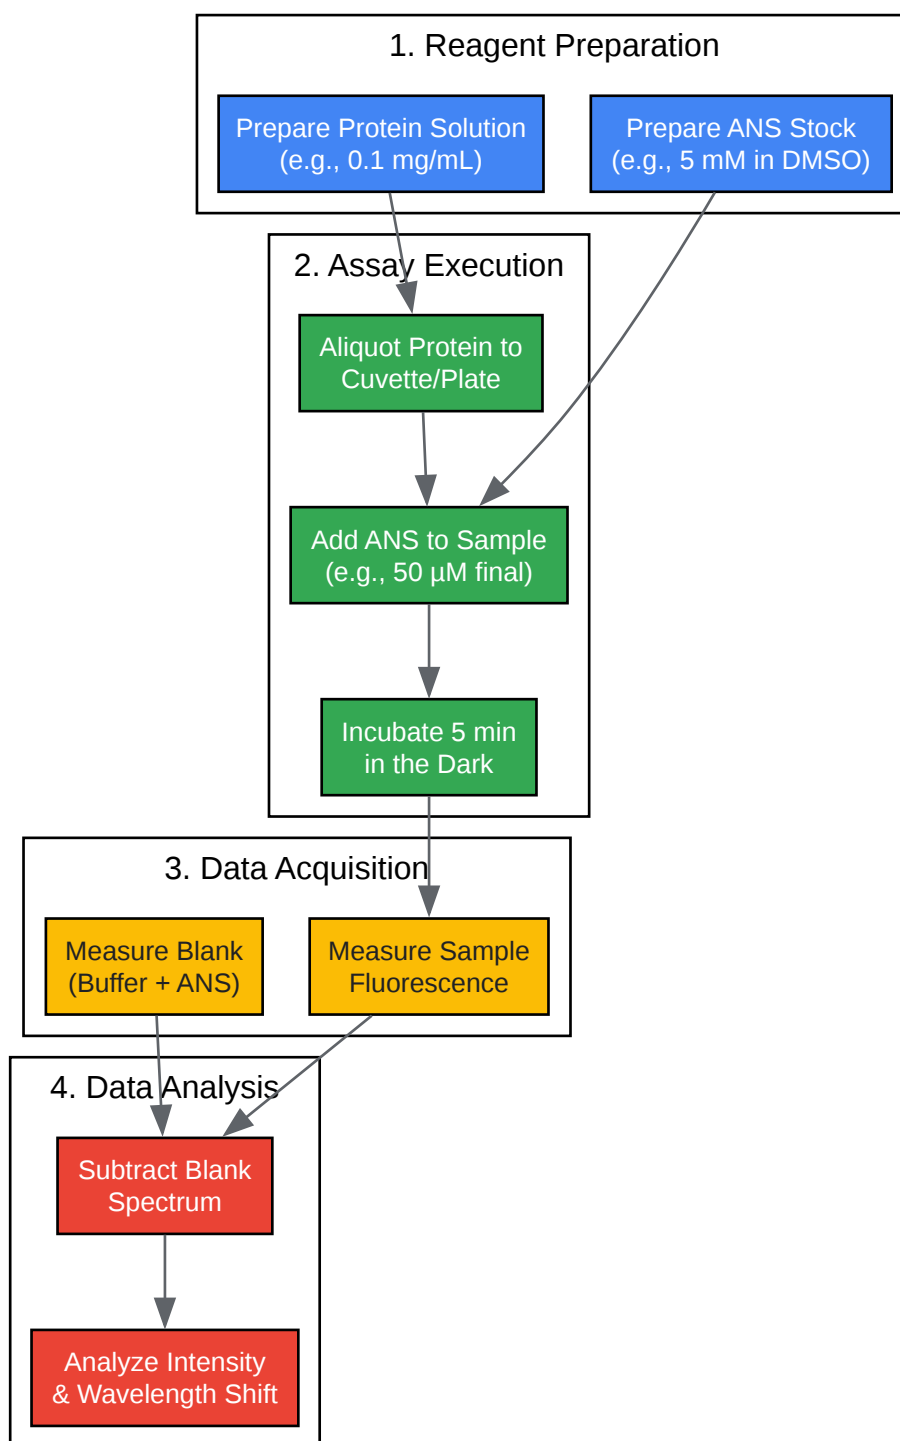 1. Reagent Preparation
Prepare Protein Solution
(e.g., 0.1 mg/mL)
Prepare ANS Stock
(e.g., 5 mM in DMSO)
2. Assay Execution
Aliquot Protein to
Cuvette/Plate
Add ANS to Sample
(e.g., 50 µM final)
Incubate 5 min
in the Dark
3. Data Acquisition
Measure Blank
(Buffer + ANS)
Measure Sample
Fluorescence
4. Data Analysis
Subtract Blank
Spectrum
Analyze Intensity
& Wavelength Shift